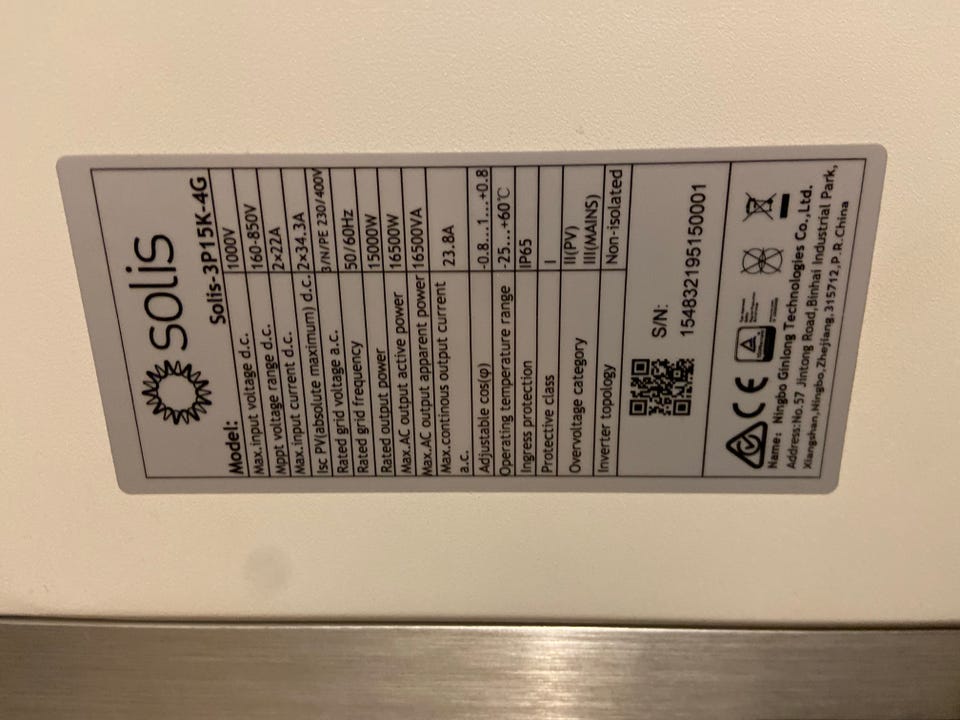 solis
Model: Solis-3P15K-4G
Max.input voltage d.c. 1000V
Mppt voltage range d.c. 160-850V
Max.input current d.c. 2×22A
Isc PV(absolute maximum) d.c. 2×34.3A
Rated grid voltage a.c. 3/N/PE 230/400V
Rated grid frequency 50/60Hz
Rated output power 15000W
Max.AC output active power 16500W
Max.AC output apparent power 16500VA
Max.continous output current
a.c. 23.8A
Adjustable cos(φ) -0.8...1...+0.8
Operating temperature range -25...+60℃
Ingress protection IP65
Protective class I
Overvoltage category II(PV)
III(MAINS)
Inverter topology Non-isolated
S/N:
154832195150001
CE
Name: Ningbo Ginlong Technologies Co.,Ltd.
Address:No.57 Jintong Road,Binhai Industrial Park,
Xiangshan,Ningbo,Zhejiang,315712,P.R.China